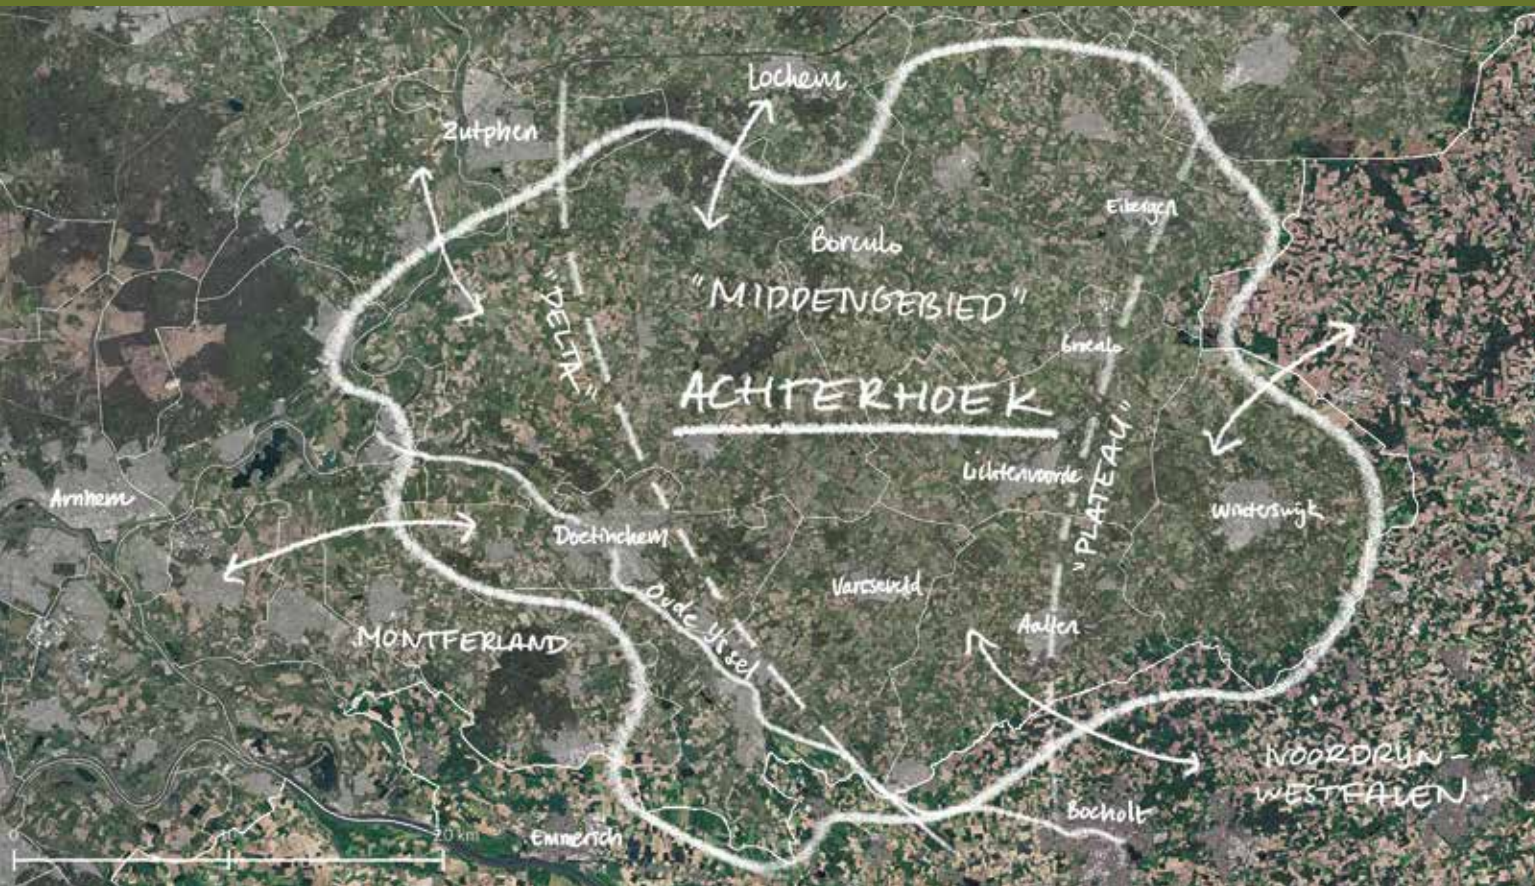 Lochem
Zutphen
Eibergen
Borculo
"MIDDENGEBIED"
"DELTA"
Groenlo
ACHTERHOEK
"PLATEAU"
Lichtenvoorde
Arnhem
Winterswijk
Doetinchem
Varsseveld
Oude IJssel
Aalten
MONTFERLAND
NOORDRIJN-
WESTFALEN.
Bocholt
Emmerich
0
20 km